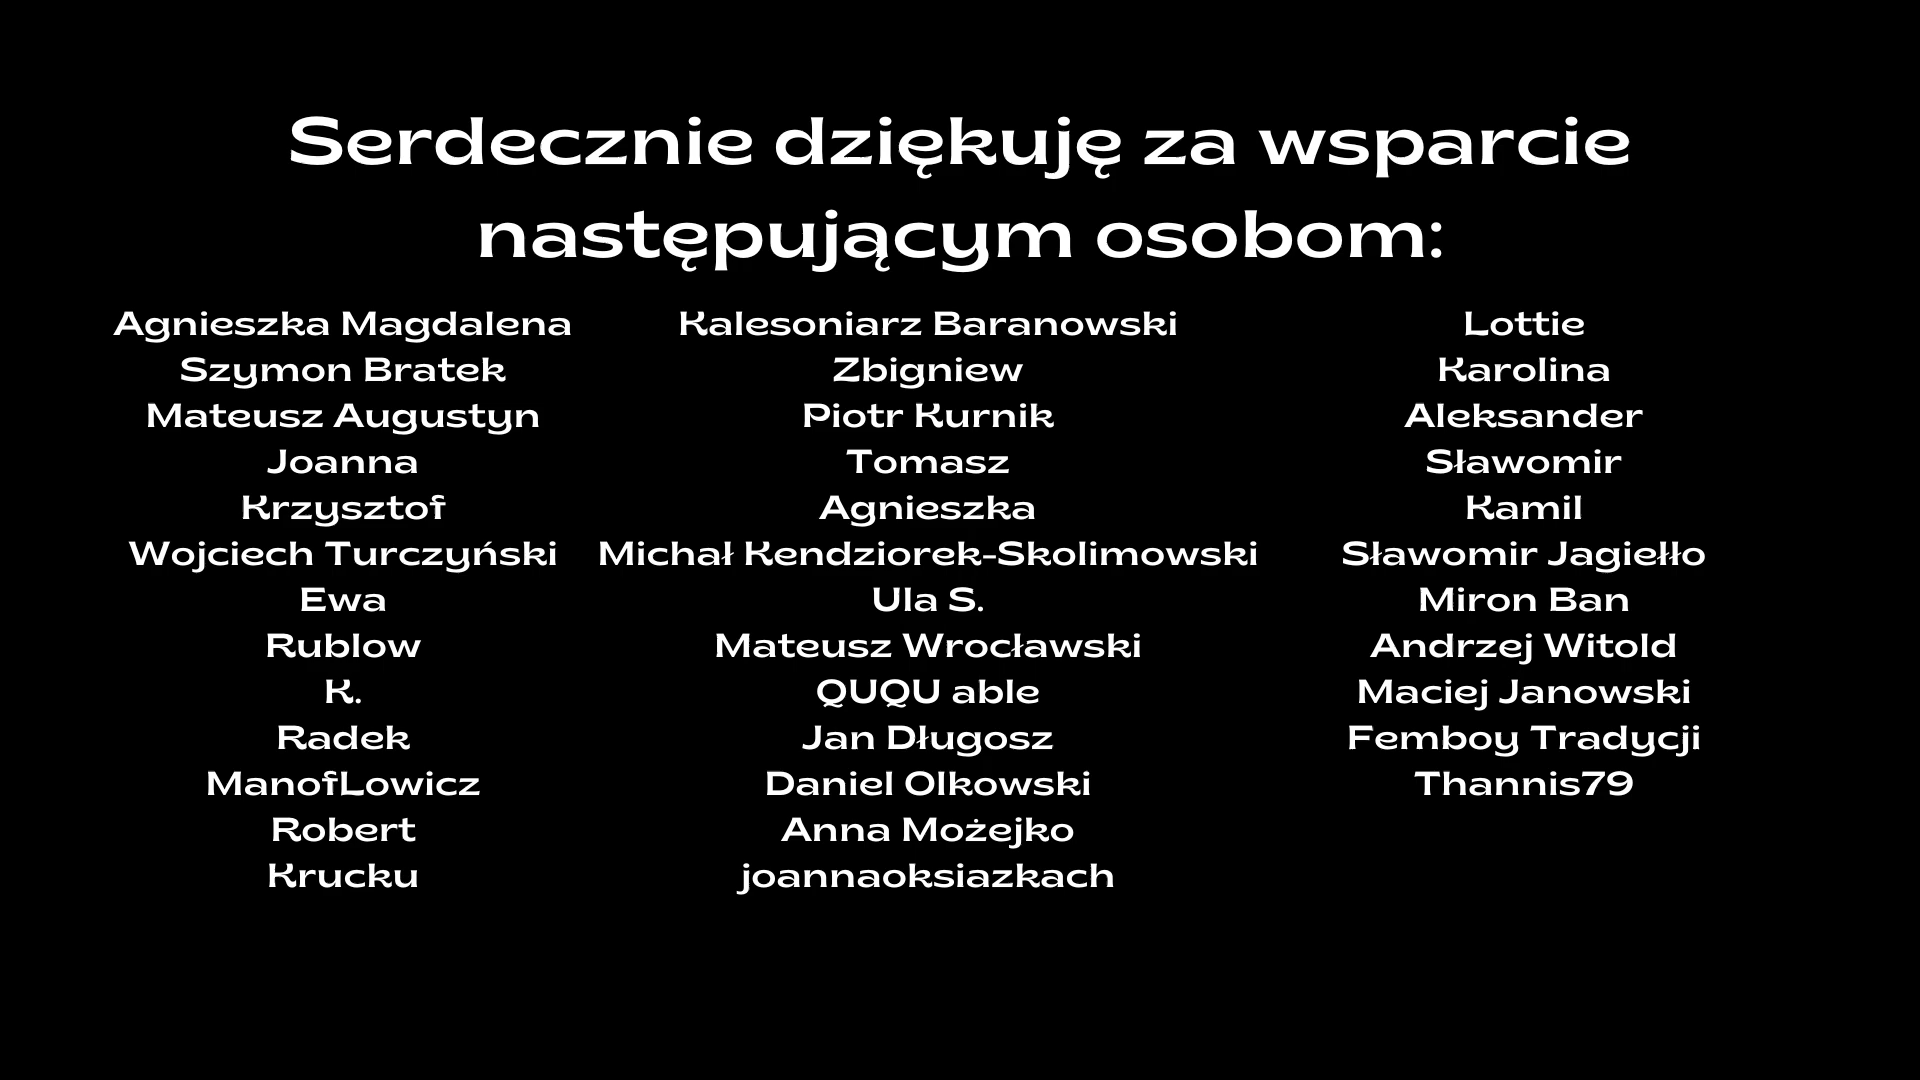 Serdecznie dziękuję za wsparcie
następującym osobom:
Agnieszka Magdalena
Szymon Bratek
Mateusz Augustyn
Joanna
Krzysztof
Wojciech Turczyński
Ewa
Rublow
K.
Radek
ManofLowicz
Robert
Krucku
Kalesoniarz Baranowski
Zbigniew
Piotr Kurnik
Tomasz
Agnieszka
Michał Kendziorek-Skolimowski
Ula S.
Mateusz Wrocławski
QUQU able
Jan Długosz
Daniel Olkowski
Anna Możejko
joannaoksiazkach
Lottie
Karolina
Aleksander
Sławomir
Kamil
Sławomir Jagiełło
Miron Ban
Andrzej Witold
Maciej Janowski
Femboy Tradycji
Thannis79